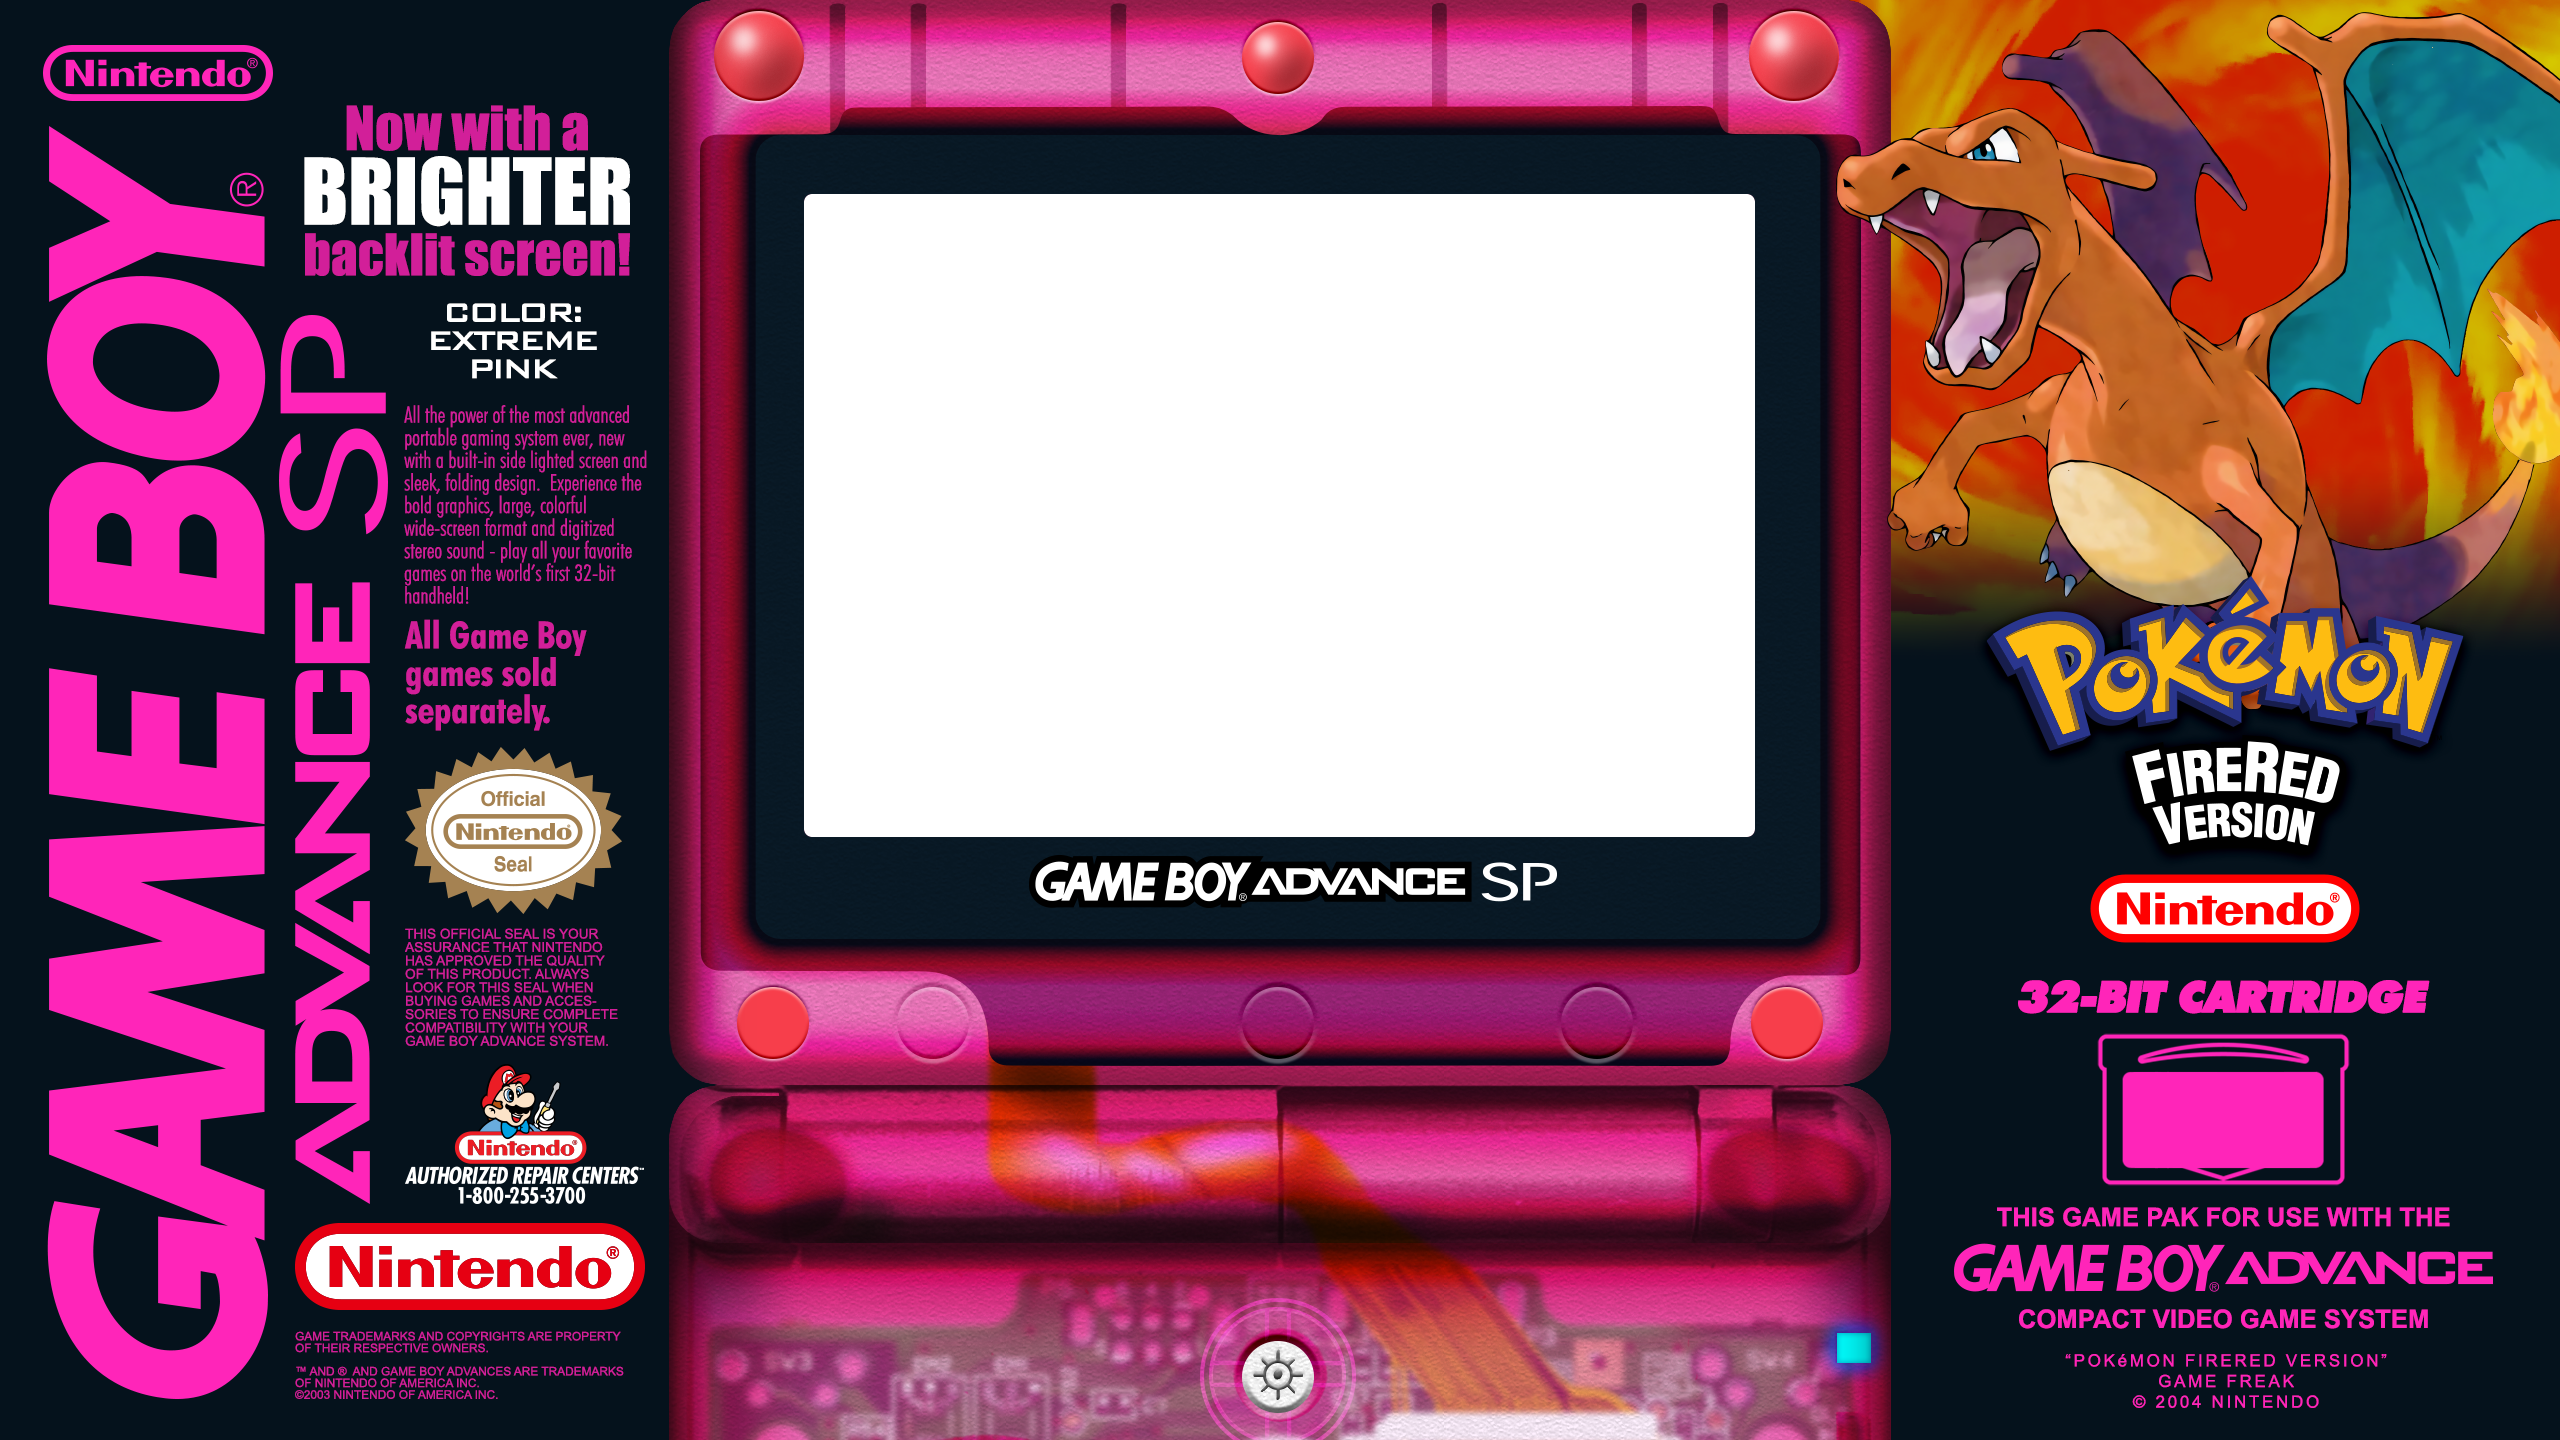 Nintendo®
GAME BOY®
ADVANCE SP
Now with a
BRIGHTER
backlit screen!
COLOR:
EXTREME
PINK
All the power of the most advanced
portable gaming system ever, new
with a built-in side lighted screen and
sleek, folding design. Experience the
bold graphics, large, colorful
wide-screen format and digitized
stereo sound - play all your favorite
games on the world's first 32-bit
handheld!
All Game Boy
games sold
separately.
Official
Nintendo®
Seal
THIS OFFICIAL SEAL IS YOUR
ASSURANCE THAT NINTENDO
HAS APPROVED THE QUALITY
OF THIS PRODUCT. ALWAYS
LOOK FOR THIS SEAL WHEN
BUYING GAMES AND ACCES-
SORIES TO ENSURE COMPLETE
COMPATIBILITY WITH YOUR
GAME BOY ADVANCE SYSTEM.
M
Nintendo®
AUTHORIZED REPAIR CENTERS™
1-800-255-3700
Nintendo®
GAME TRADEMARKS AND COPYRIGHTS ARE PROPERTY
OF THEIR RESPECTIVE OWNERS.
™ AND ® AND GAME BOY ADVANCES ARE TRADEMARKS
OF NINTENDO OF AMERICA INC.
©2003 NINTENDO OF AMERICA INC.
GAME BOY® ADVANCE SP
POKéMON
FIRERED
VERSION
Nintendo®
32-BIT CARTRIDGE
THIS GAME PAK FOR USE WITH THE
GAME BOY® ADVANCE
COMPACT VIDEO GAME SYSTEM
“POKéMON FIRERED VERSION”
GAME FREAK
© 2004 NINTENDO